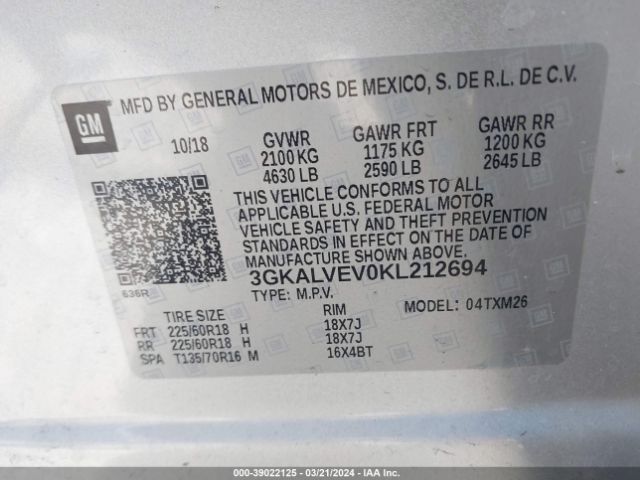 GM
MFD BY GENERAL MOTORS DE MEXICO, S. DE R.L. DE C.V.
10/18 GVWR GAWR FRT GAWR RR
2100 KG 1175 KG 1200 KG
4630 LB 2590 LB 2645 LB
THIS VEHICLE CONFORMS TO ALL
APPLICABLE U.S. FEDERAL MOTOR
VEHICLE SAFETY AND THEFT PREVENTION
STANDARDS IN EFFECT ON THE DATE OF
MANUFACTURE SHOWN ABOVE.
3GKALVEV0KL212694
636R
TYPE: M.P.V. MODEL: 04TXM26
TIRE SIZE RIM
FRT 225/60R18 H 18X7J
RR 225/60R18 H 18X7J
SPA T135/70R16 M 16X4BT
000-39022125 - 03/21/2024 - IAA Inc.